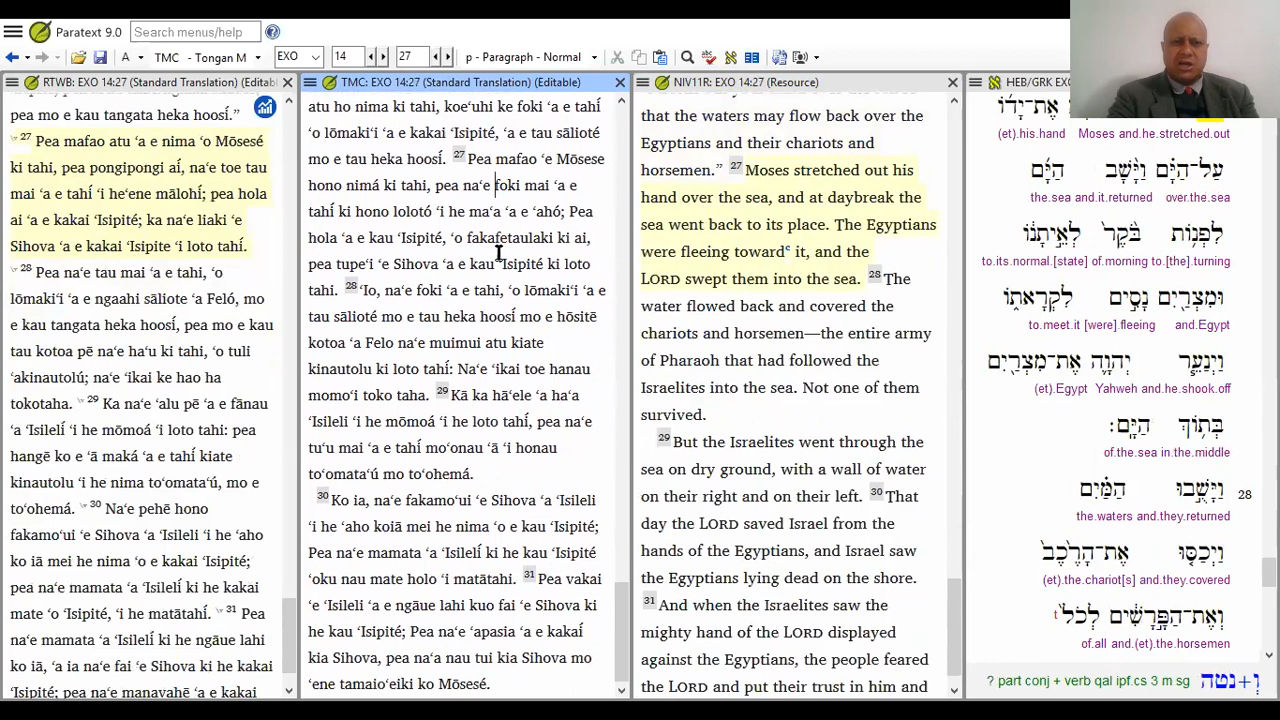 Paratext 9.0
Search menus/help
TMC - Tongan M
EXO
14
27
p - Paragraph - Normal
RTWB: EXO 14:27 (Standard Translation) (Editabl
pea mo e kau tangata heka hoosí.”
27 Pea mafao atu ʻa e nima ʻo Mōsesé
ki tahi, pea pongipongi aí, naʻe toe tau
mai ʻa e tahí ʻi heʻene mālohí; pea hola
ai ʻa e kakai ʻIsipité; ka naʻe liaki ʻe
Sihova ʻa e kakai ʻIsipite ʻi loto tahí.
28 Pea naʻe tau mai ʻa e tahi, ʻo
lōmakiʻi ʻa e ngaahi sāliote ʻa Feló, mo
e kau tangata heka hoosí, pea mo e kau
tau kotoa pē naʻe haʻu ki tahi, ʻo tuli
ʻakinautolú; naʻe ʻikai ke hao ha
tokotaha. 29 Ka naʻe ʻalu pē ʻa e fānau
ʻa ʻIsilelí ʻi he mōmoá ʻi loto tahi: pea
hangē ko e ʻā maká ʻa e tahí kiate
kinautolu ʻi he nima toʻomataʻú, mo e
toʻohemá. 30 Naʻe pehē hono
fakamoʻui ʻe Sihova ʻa ʻIsilelí ʻi he ʻaho
ko iā mei he nima ʻo e kakai ʻIsipité;
pea naʻe mamata ʻa ʻIsilelí ki he kakai
mate ʻo ʻIsipité, ʻi he matātahí. 31 Pea
naʻe mamata ʻa ʻIsilelí ki he ngāue lahi
ko iā, ʻa ia naʻe fai ʻe Sihova ki he kakai
ʻIsipité; pea naʻe manavahē ʻa e kakai
TMC: EXO 14:27 (Standard Translation) (Editable)
atu ho nima ki tahi, koeʻuhi ke foki ʻa e tahí
ʻo lōmakiʻi ʻa e kakai ʻIsipité, ʻa e tau sālioté
mo e tau heka hoosí. 27 Pea mafao ʻe Mōsese
hono nimá ki tahi, pea naʻe foki mai ʻa e
tahí ki hono lolotó ʻi he maʻa ʻa e ʻahó; Pea
hola ʻa e kau ʻIsipité, ʻo fakafetaulaki ki ai,
pea tupeʻi ʻe Sihova ʻa e kau ʻIsipité ki loto
tahi. 28 ʻIo, naʻe foki ʻa e tahi, ʻo lōmakiʻi ʻa e
tau sālioté mo e tau heka hoosí mo e hōsitē
kotoa ʻa Felo naʻe muimui atu kiate
kinautolu ki loto tahí: Naʻe ʻikai toe hanau
momoʻi toko taha. 29 Kā ka hāʻele ʻa haʻa
ʻIsileli ʻi he mōmoá ʻi he loto tahi, pea naʻe
tuʻu mai ʻa e tahí moʻonau ʻā ʻi honau
toʻomataʻú mo toʻohemá.
30 Ko ia, naʻe fakamoʻui ʻe Sihova ʻa ʻIsileli
ʻi he ʻaho koiā mei he nima ʻo e kau ʻIsipité;
Pea naʻe mamata ʻa ʻIsilelí ki he kau ʻIsipité
ʻoku nau mate holo ʻi matātahi. 31 Pea vakai
ʻe ʻIsileli ʻa e ngāue lahi kuo fai ʻe Sihova ki
he kau ʻIsipité; Pea naʻe ʻapasia ʻa e kakaí
kia Sihova, pea naʻa nau tui kia Sihova mo
ʻene tamaioʻeiki ko Mōsesé.
NIV11R: EXO 14:27 (Resource)
that the waters may flow back over the
Egyptians and their chariots and
horsemen.” 27 Moses stretched out his
hand over the sea, and at daybreak the
sea went back to its place. The Egyptians
were fleeing toward e it, and the
LORD swept them into the sea. 28 The
water flowed back and covered the
chariots and horsemen—the entire army
of Pharaoh that had followed the
Israelites into the sea. Not one of them
survived.
29 But the Israelites went through the
sea on dry ground, with a wall of water
on their right and on their left. 30 That
day the LORD saved Israel from the
hands of the Egyptians, and Israel saw
the Egyptians lying dead on the shore.
31 And when the Israelites saw the
mighty hand of the LORD displayed
against the Egyptians, the people feared
the LORD and put their trust in him and
HEB/GRK EX
אֶת־יָד֜וֹ
(et).his.hand Moses and.he.stretched.out
עַל־הַיָּ֗ם וַיָּ֨שָׁב הַיָּ֜ם
the.sea and.it.returned over.the.sea
לִפְנ֥וֹת בֹּ֙קֶר֙ לְאֵ֣יתָנ֔וֹ
to.its.normal.[state] of.morning to.[the].turning
וּמִצְרַ֖יִם נָסִ֣ים לִקְרָאת֑וֹ
to.meet.it [were].fleeing and.Egypt
וַיְנַעֵ֧ר יְהוָ֛ה אֶת־מִצְרַ֖יִם
(et).Egypt Yahweh and.he.shook.off
בְּת֥וֹךְ הַיָּֽם׃
of.the.sea in.the.middle
28 וַיָּשֻׁ֣בוּ הַמַּ֗יִם
the.waters and.they.returned
וַיְכַסּ֤וּ אֶת־הָרֶ֙כֶב֙
(et).the.chariot[s] and.they.covered
וְאֶת־הַפָּ֣רָשִׁ֔ים לְכֹל֙ t
of.all and.(et).the.horsemen
? part conj + verb qal ipf.cs 3 m sg וְ+נטה